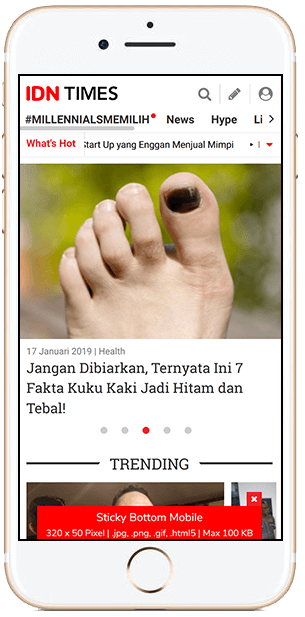 IDN TIMES
#MILLENNIALSMEMILIH News Hype
What's Hot Start Up yang Enggan Menjual Mimpi
17 Januari 2019 | Health
Jangan Dibiarkan, Ternyata Ini 7
Fakta Kuku Kaki Jadi Hitam dan
Tebal!
TRENDING
Sticky Bottom Mobile
320 x 50 Pixel | .jpg, .png, .gif, .html5 | Max 100 KB